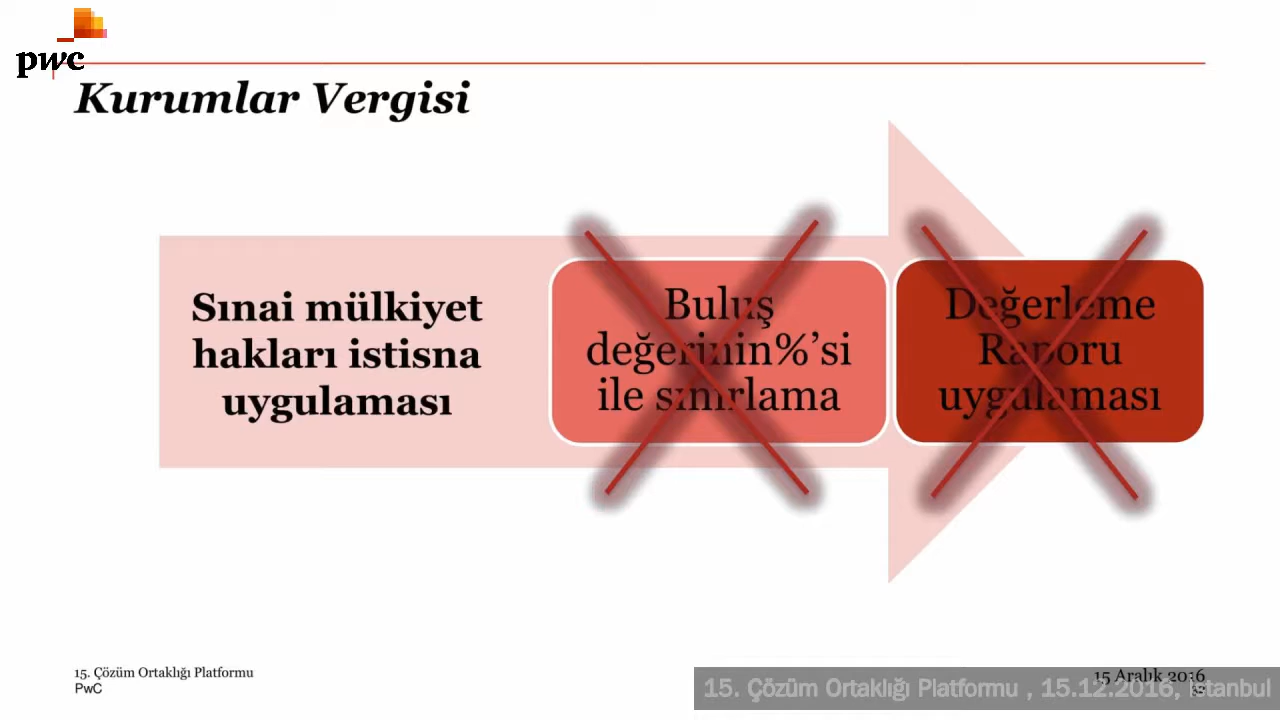 pwc
Kurumlar Vergisi
Sınai mülkiyet
hakları istisna
uygulaması
Buluş
değerinin%'si
ile sınırlama
Değerleme
Raporu
uygulaması
15. Çözüm Ortaklığı Platformu
PwC
15 Aralık 2016
15. Çözüm Ortaklığı Platformu , 15.12.2016, İstanbul